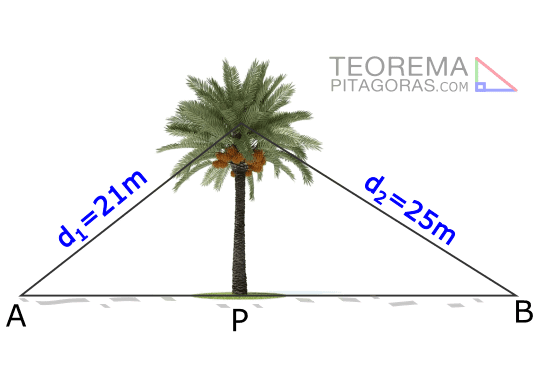 TEOREMA
PITAGORAS.COM
d₁=21m
d₂=25m
A
P
B